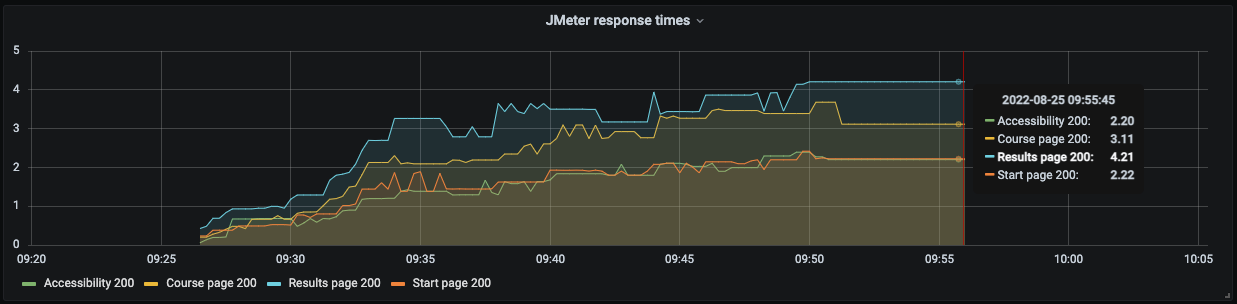 JMeter response times
5
4
3
2
1
0
2022-08-25 09:55:45
Accessibility 200: 2.20
Course page 200: 3.11
Results page 200: 4.21
Start page 200: 2.22
09:20 09:25 09:30 09:35 09:40 09:45 09:50 09:55 10:00 10:05
Accessibility 200 Course page 200 Results page 200 Start page 200